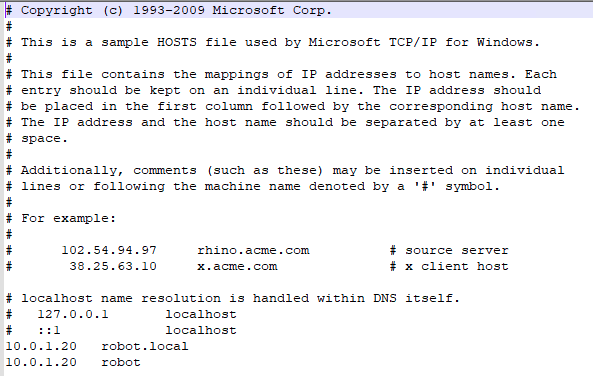 # Copyright (c) 1993-2009 Microsoft Corp.
#
# This is a sample HOSTS file used by Microsoft TCP/IP for Windows.
#
# This file contains the mappings of IP addresses to host names. Each
# entry should be kept on an individual line. The IP address should
# be placed in the first column followed by the corresponding host name.
# The IP address and the host name should be separated by at least one
# space.
#
# Additionally, comments (such as these) may be inserted on individual
# lines or following the machine name denoted by a '#' symbol.
#
# For example:
#
#      102.54.94.97     rhino.acme.com          # source server
#       38.25.63.10     x.acme.com              # x client host

# localhost name resolution is handled within DNS itself.
#   127.0.0.1       localhost
#   ::1             localhost
10.0.1.20   robot.local
10.0.1.20   robot